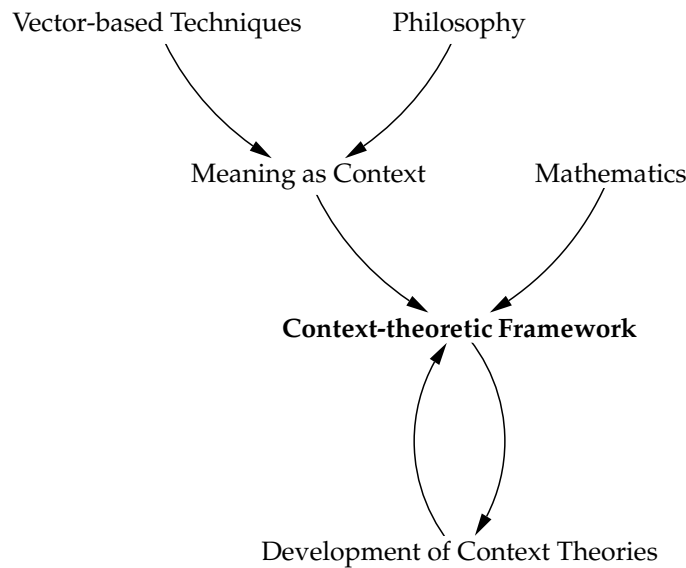 Vector-based Techniques
Philosophy
Meaning as Context
Mathematics
Context-theoretic Framework
Development of Context Theories